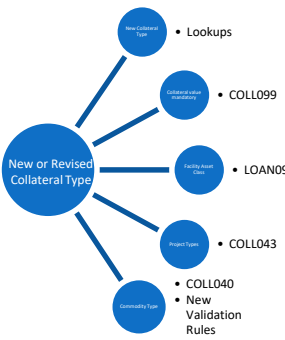 New Collateral
Type
• Lookups
Collateral value
mandatory
• COLL099
New or Revised
Collateral Type
Facility Asset
Class
• LOAN09
Project Types
• COLL043
Commodity Type
• COLL040
• New
Validation
Rules